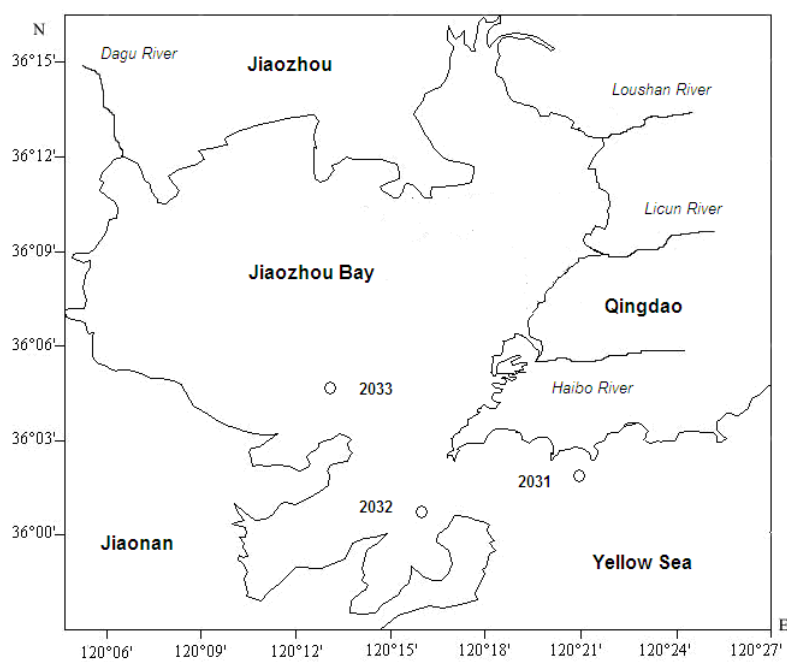 N
Dagu River
Jiaozhou
36°15'
Loushan River
36°12'
Licun River
36°09'
Jiaozhou Bay
Qingdao
36°06'
2033
Haibo River
36°03'
2031
2032
36°00'
Jiaonan
Yellow Sea
E
120°06'
120°09'
120°12'
120°15'
120°18'
120°21'
120°24'
120°27'